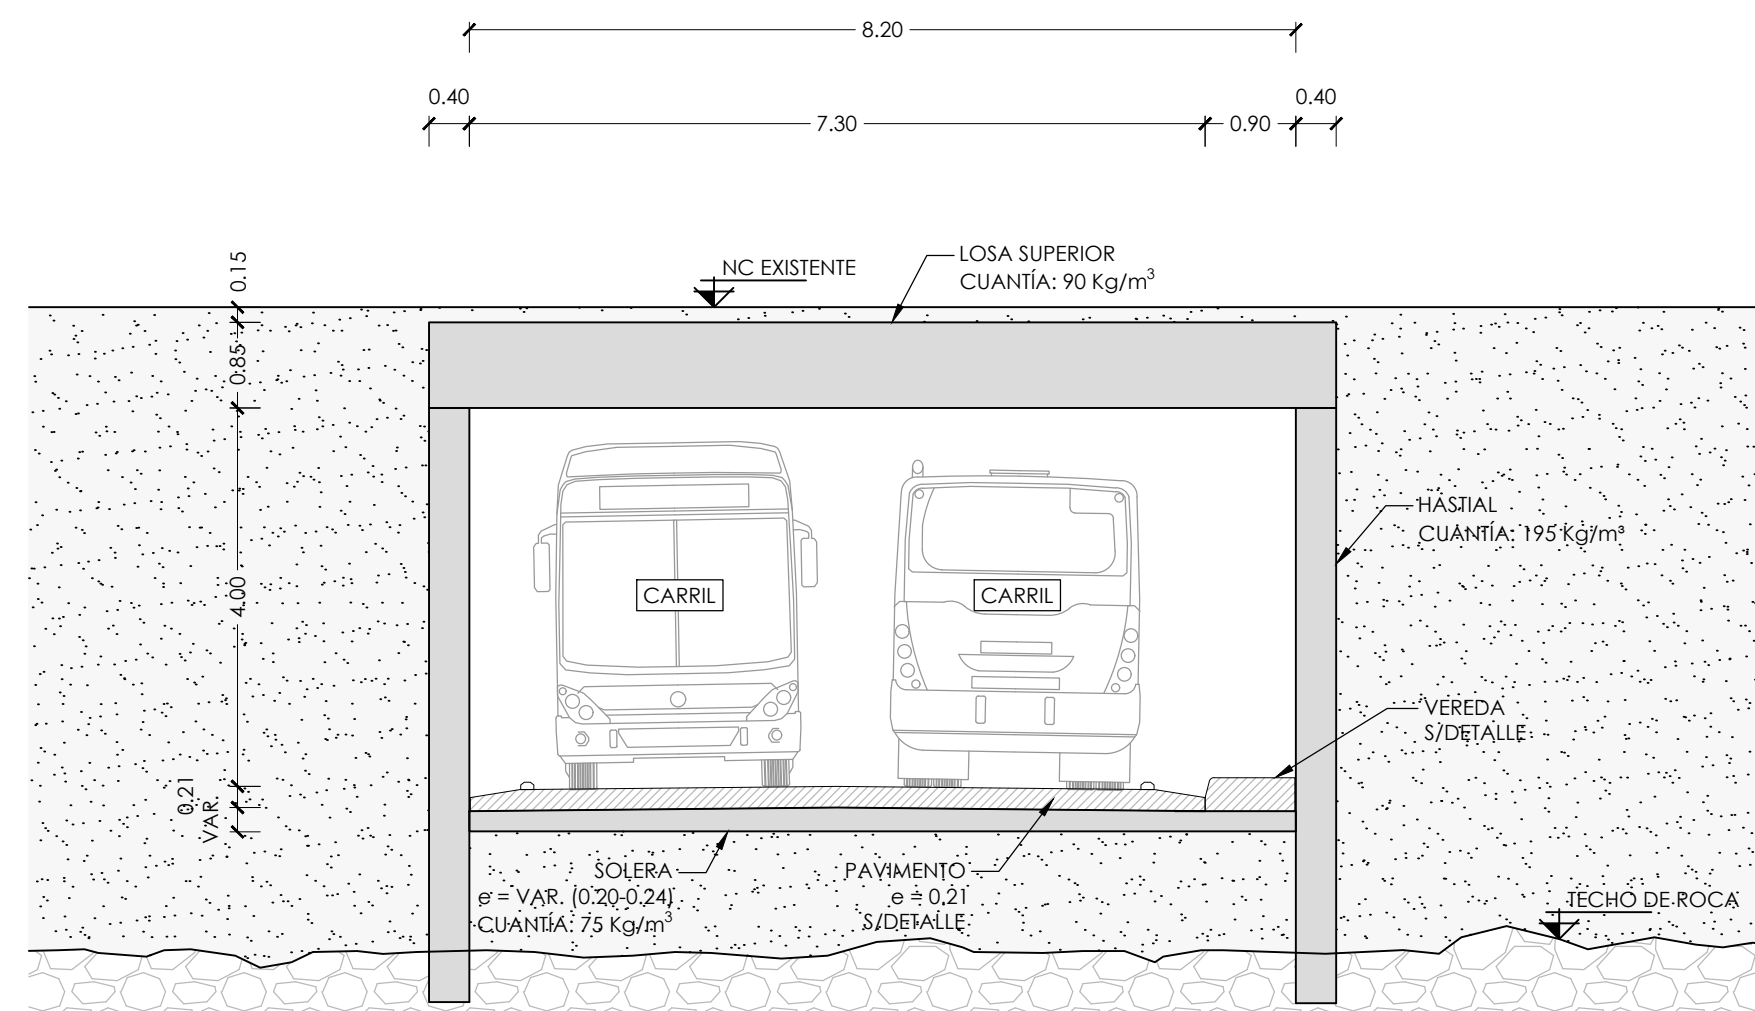 8.20
0.40
0.40
7.30
0.90
0.15
NC EXISTENTE
LOSA SUPERIOR
CUANTÍA: 90 Kg/m³
0.85
HASTIAL
CUANTÍA: 195 Kg/m³
4.00
CARRIL
CARRIL
VEREDA
S/DETALLE
0.21
VAR.
SOLERA
e = VAR. (0.20-0.24)
CUANTÍA: 75 Kg/m³
PAVIMENTO
e = 0.21
S/DETALLE
TECHO DE ROCA